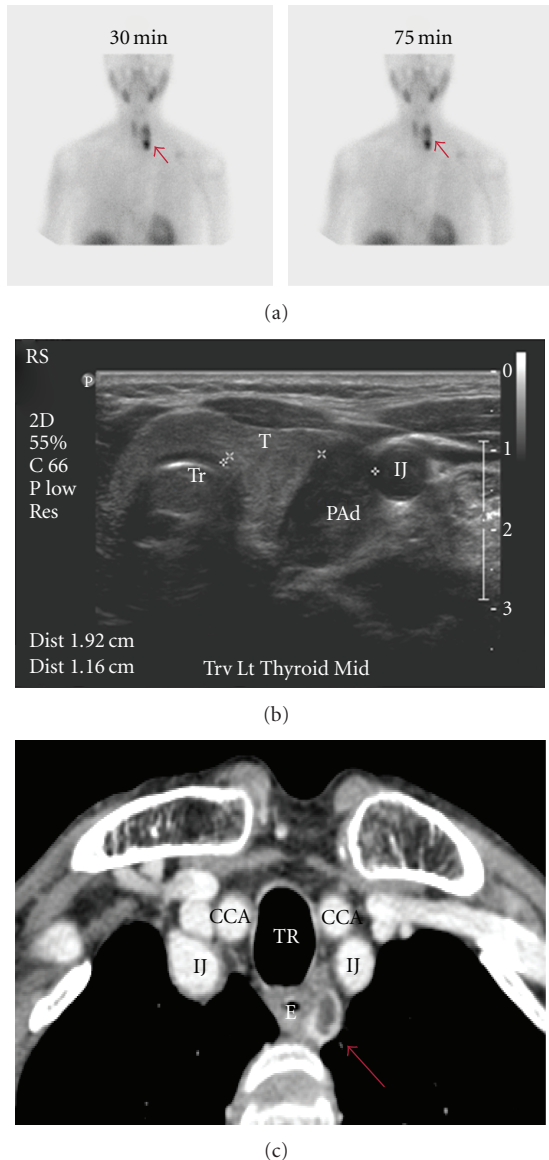 30 min
75 min
(a)
RS
P
0
2D
55%
C 66
P low
Res
T
1
Tr
IJ
PAd
2
3
Dist 1.92 cm
Dist 1.16 cm
Trv Lt Thyroid Mid
(b)
CCA
TR
CCA
IJ
IJ
E
(c)